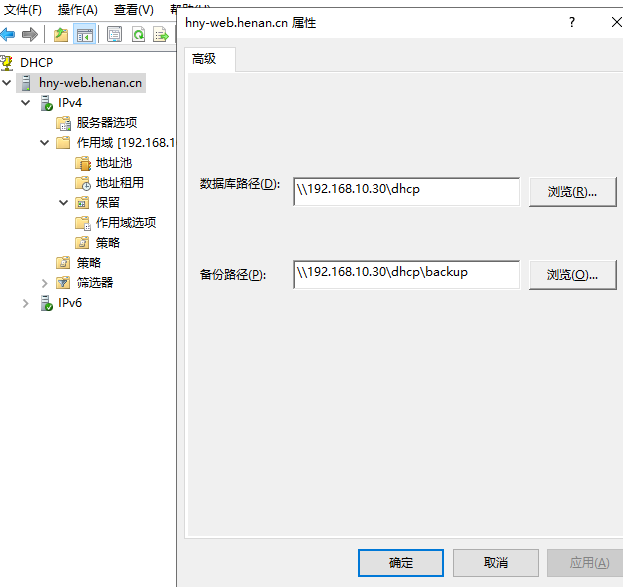 文件(F) 操作(A) 查看(V)
hny-web.henan.cn 属性
?
高级
DHCP
hny-web.henan.cn
IPv4
服务器选项
作用域 [192.168.1
地址池
地址租用
保留
作用域选项
策略
策略
筛选器
IPv6
数据库路径(D): \\192.168.10.30\dhcp 浏览(R)...
备份路径(P): \\192.168.10.30\dhcp\backup 浏览(O)...
确定 取消 应用(A)